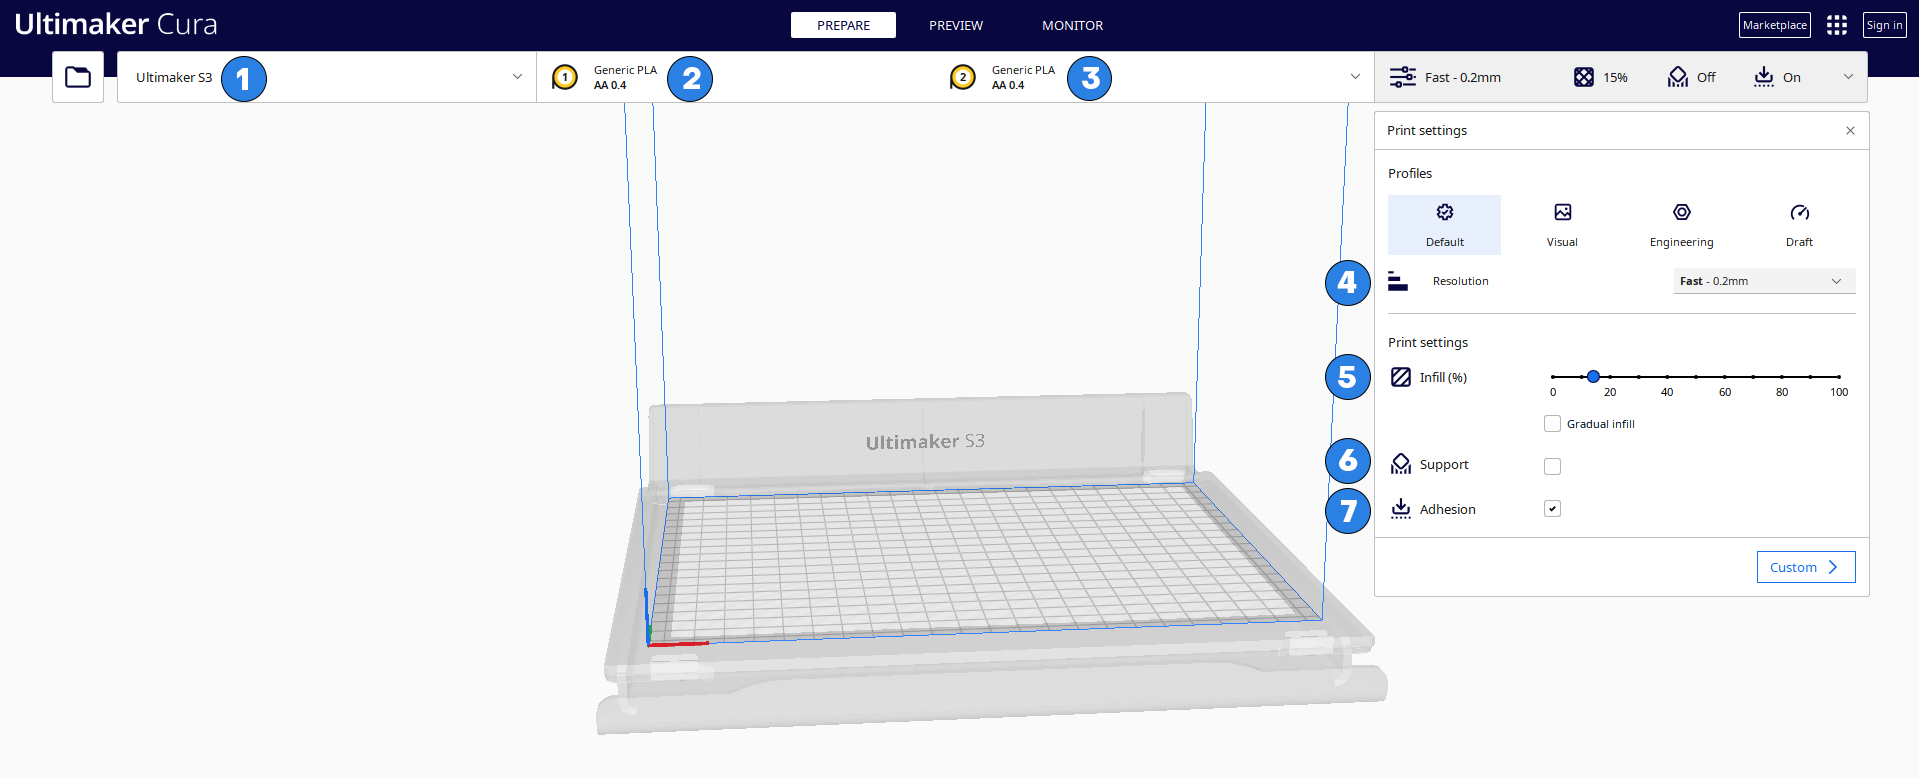 Ultimaker Cura
PREPARE
PREVIEW
MONITOR
Marketplace
Sign in
Ultimaker S3
1
1
Generic PLA
AA 0.4
2
2
Generic PLA
AA 0.4
3
Fast - 0.2mm
15%
Off
On
Print settings
Profiles
Default
Visual
Engineering
Draft
4
Resolution
Fast - 0.2mm
Print settings
5
Infill (%)
0 20 40 60 80 100
Gradual infill
6
Support
7
Adhesion
Custom
Ultimaker S3